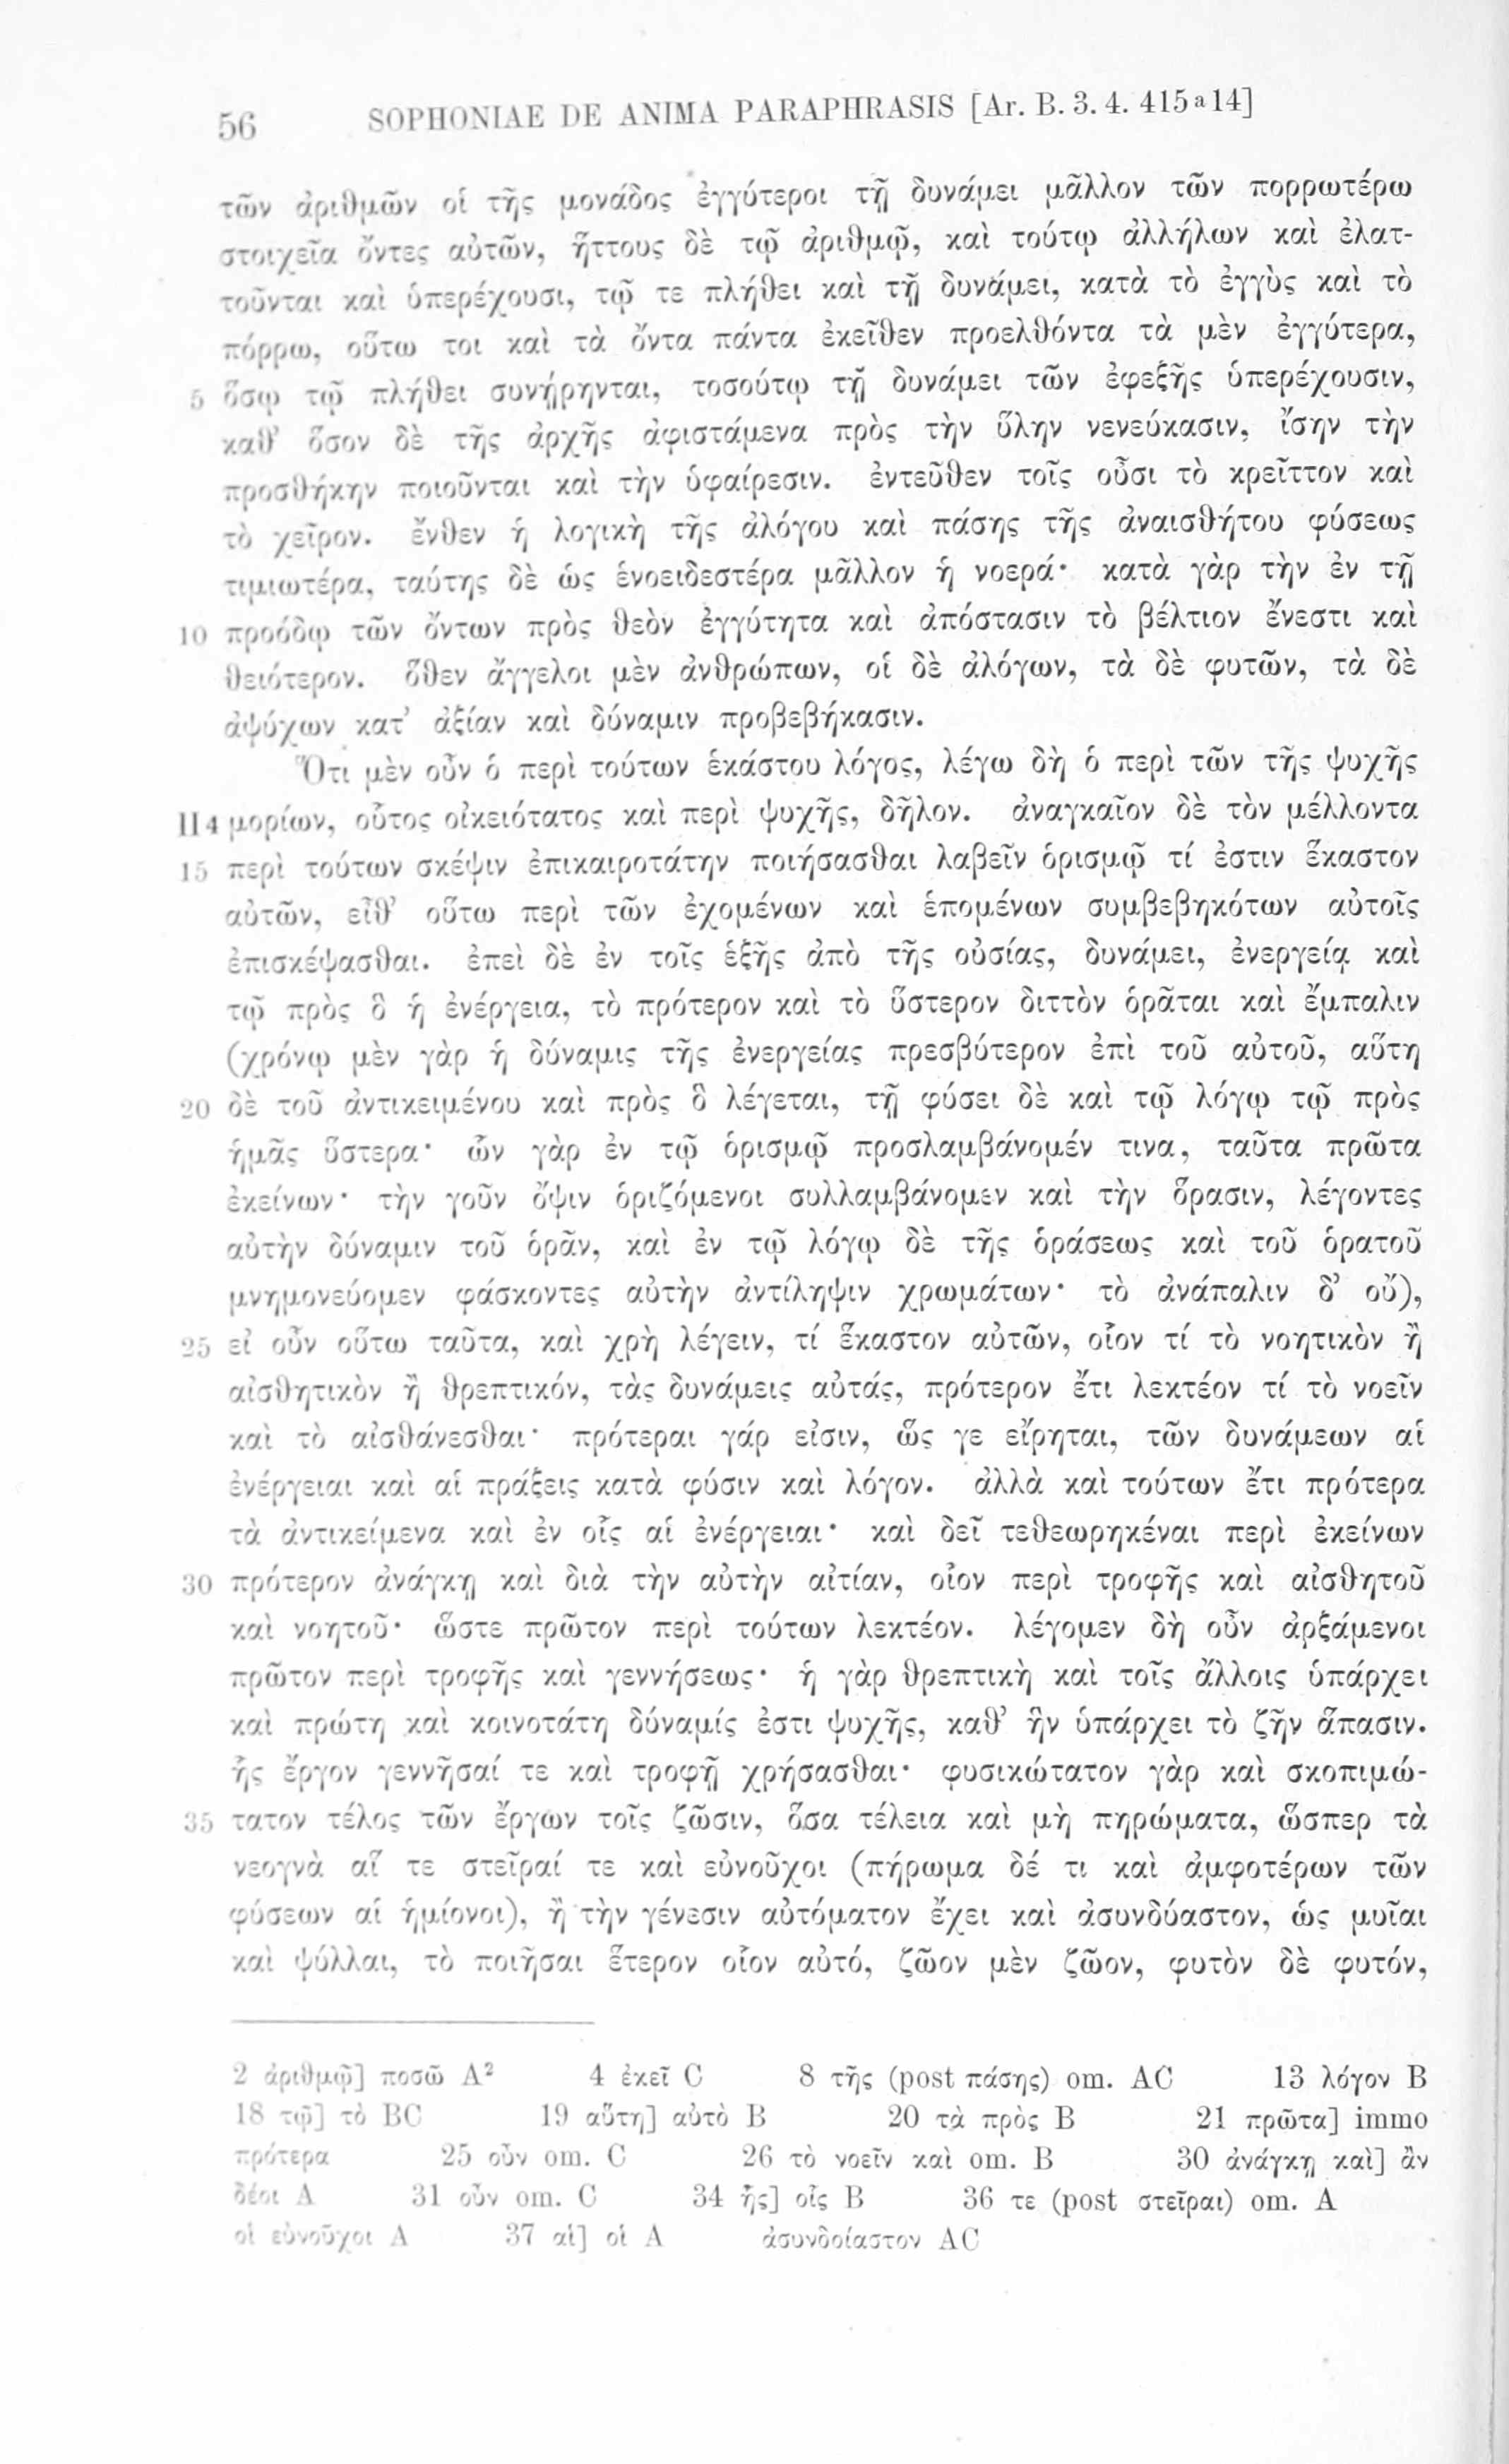 56 SOPHONIAE DE ANIMA PARAPHRASIS [Ar. B. 3. 4. 415ᵃ14]
τῶν ἀριθμῶν οἱ τῆς μονάδος ἐγγύτεροι τῇ δυνάμει μᾶλλον τῶν πορρωτέρω
στοιχεῖα ὄντες αὐτῶν, ἥττους δὲ τῷ ἀριθμῷ, καὶ τούτῳ ἀλλήλων καὶ ἐλατ-
τοῦνται καὶ ὑπερέχουσι, τῷ τε πλήθει καὶ τῇ δυνάμει, κατὰ τὸ ἐγγὺς καὶ τὸ
πόρρω, οὕτω τοι καὶ τὰ ὄντα πάντα ἐκεῖθεν προελθόντα τὰ μὲν ἐγγύτερα,
5 ὅσῳ τῷ πλήθει συνῄρηνται, τοσούτῳ τῇ δυνάμει τῶν ἐφεξῆς ὑπερέχουσιν,
καθ’ ὅσον δὲ τῆς ἀρχῆς ἀφιστάμενα πρὸς τὴν ὕλην νενεύκασιν, ἴσην τὴν
προσθήκην ποιοῦνται καὶ τὴν ὑφαίρεσιν. ἐντεῦθεν τοῖς οὖσι τὸ κρεῖττον καὶ
τὸ χεῖρον. ἔνθεν ἡ λογικὴ τῆς ἀλόγου καὶ πάσης τῆς ἀναισθήτου φύσεως
τιμιωτέρα, ταύτης δὲ ὡς ἑνοειδεστέρα μᾶλλον ἡ νοερά· κατὰ γὰρ τὴν ἐν τῇ
10 προόδῳ τῶν ὄντων πρὸς θεὸν ἐγγύτητα καὶ ἀπόστασιν τὸ βέλτιον ἔνεστι καὶ
θειότερον. ὅθεν ἄγγελοι μὲν ἀνθρώπων, οἱ δὲ ἀλόγων, τὰ δὲ φυτῶν, τὰ δὲ
ἀψύχων κατ’ ἀξίαν καὶ δύναμιν προβεβήκασιν.
Ὅτι μὲν οὖν ὁ περὶ τούτων ἑκάστου λόγος, λέγω δὴ ὁ περὶ τῶν τῆς ψυχῆς
II 4 μορίων, οὗτος οἰκειότατος καὶ περὶ ψυχῆς, δῆλον. ἀναγκαῖον δὲ τὸν μέλλοντα
15 περὶ τούτων σκέψιν ἐπικαιροτάτην ποιήσασθαι λαβεῖν ὁρισμῷ τί ἐστιν ἕκαστον
αὐτῶν, εἶθ’ οὕτω περὶ τῶν ἐχομένων καὶ ἑπομένων συμβεβηκότων αὐτοῖς
ἐπισκέψασθαι. ἐπεὶ δὲ ἐν τοῖς ἑξῆς ἀπὸ τῆς οὐσίας, δυνάμει, ἐνεργείᾳ καὶ
τῷ πρὸς ὃ ἡ ἐνέργεια, τὸ πρότερον καὶ τὸ ὕστερον διττὸν ὁρᾶται καὶ ἔμπαλιν
(χρόνῳ μὲν γὰρ ἡ δύναμις τῆς ἐνεργείας πρεσβύτερον ἐπὶ τοῦ αὐτοῦ, αὕτη
20 δὲ τοῦ ἀντικειμένου καὶ πρὸς ὃ λέγεται, τῇ φύσει δὲ καὶ τῷ λόγῳ τῷ πρὸς
ἡμᾶς ὕστερα· ὧν γὰρ ἐν τῷ ὁρισμῷ προσλαμβάνομέν τινα, ταῦτα πρῶτα
ἐκείνων· τὴν γοῦν ὄψιν ὁριζόμενοι συλλαμβάνομεν καὶ τὴν ὅρασιν, λέγοντες
αὐτὴν δύναμιν τοῦ ὁρᾶν, καὶ ἐν τῷ λόγῳ δὲ τῆς ὁράσεως καὶ τοῦ ὁρατοῦ
μνημονεύομεν φάσκοντες αὐτὴν ἀντίληψιν χρωμάτων· τὸ ἀνάπαλιν δ’ οὔ),
25 εἰ οὖν οὕτω ταῦτα, καὶ χρὴ λέγειν, τί ἕκαστον αὐτῶν, οἷον τί τὸ νοητικὸν ἢ
αἰσθητικὸν ἢ θρεπτικόν, τὰς δυνάμεις αὐτάς, πρότερον ἔτι λεκτέον τί τὸ νοεῖν
καὶ τὸ αἰσθάνεσθαι· πρότεραι γάρ εἰσιν, ὥς γε εἴρηται, τῶν δυνάμεων αἱ
ἐνέργειαι καὶ αἱ πράξεις κατὰ φύσιν καὶ λόγον. ἀλλὰ καὶ τούτων ἔτι πρότερα
τὰ ἀντικείμενα καὶ ἐν οἷς αἱ ἐνέργειαι· καὶ δεῖ τεθεωρηκέναι περὶ ἐκείνων
30 πρότερον ἀνάγκῃ καὶ διὰ τὴν αὐτὴν αἰτίαν, οἷον περὶ τροφῆς καὶ αἰσθητοῦ
καὶ νοητοῦ· ὥστε πρῶτον περὶ τούτων λεκτέον. λέγομεν δὴ οὖν ἀρξάμενοι
πρῶτον περὶ τροφῆς καὶ γεννήσεως· ἡ γὰρ θρεπτικὴ καὶ τοῖς ἄλλοις ὑπάρχει
καὶ πρώτη καὶ κοινοτάτη δύναμίς ἐστι ψυχῆς, καθ’ ἣν ὑπάρχει τὸ ζῆν ἅπασιν.
ἧς ἔργον γεννῆσαί τε καὶ τροφῇ χρήσασθαι· φυσικώτατον γὰρ καὶ σκοπιμώ-
35 τατον τέλος τῶν ἔργων τοῖς ζῶσιν, ὅσα τέλεια καὶ μὴ πηρώματα, ὥσπερ τὰ
νεογνὰ αἵ τε στεῖραί τε καὶ εὐνοῦχοι (πήρωμα δέ τι καὶ ἀμφοτέρων τῶν
φύσεων αἱ ἡμίονοι), ἢ τὴν γένεσιν αὐτόματον ἔχει καὶ ἀσυνδύαστον, ὡς μυῖαι
καὶ ψύλλαι, τὸ ποιῆσαι ἕτερον οἷον αὐτό, ζῶον μὲν ζῶον, φυτὸν δὲ φυτόν,
2 ἀριθμῷ] ποσῶ A² 4 ἐκεῖ C 8 τῆς (post πάσης) om. AC 13 λόγον B
18 τῷ] τὸ BC 19 αὕτη] αὐτὸ B 20 τὰ πρὸς B 21 πρῶτα] immo
πρότερα 25 οὖν om. C 26 τὸ νοεῖν καὶ om. B 30 ἀνάγκῃ καὶ] ἂν
δέοι A 31 οὖν om. C 34 ἧς] οἷς B 36 τε (post στεῖραι) om. A
οἱ εὐνοῦχοι A 37 αἱ] οἱ A ἀσυνδοίαστον AC